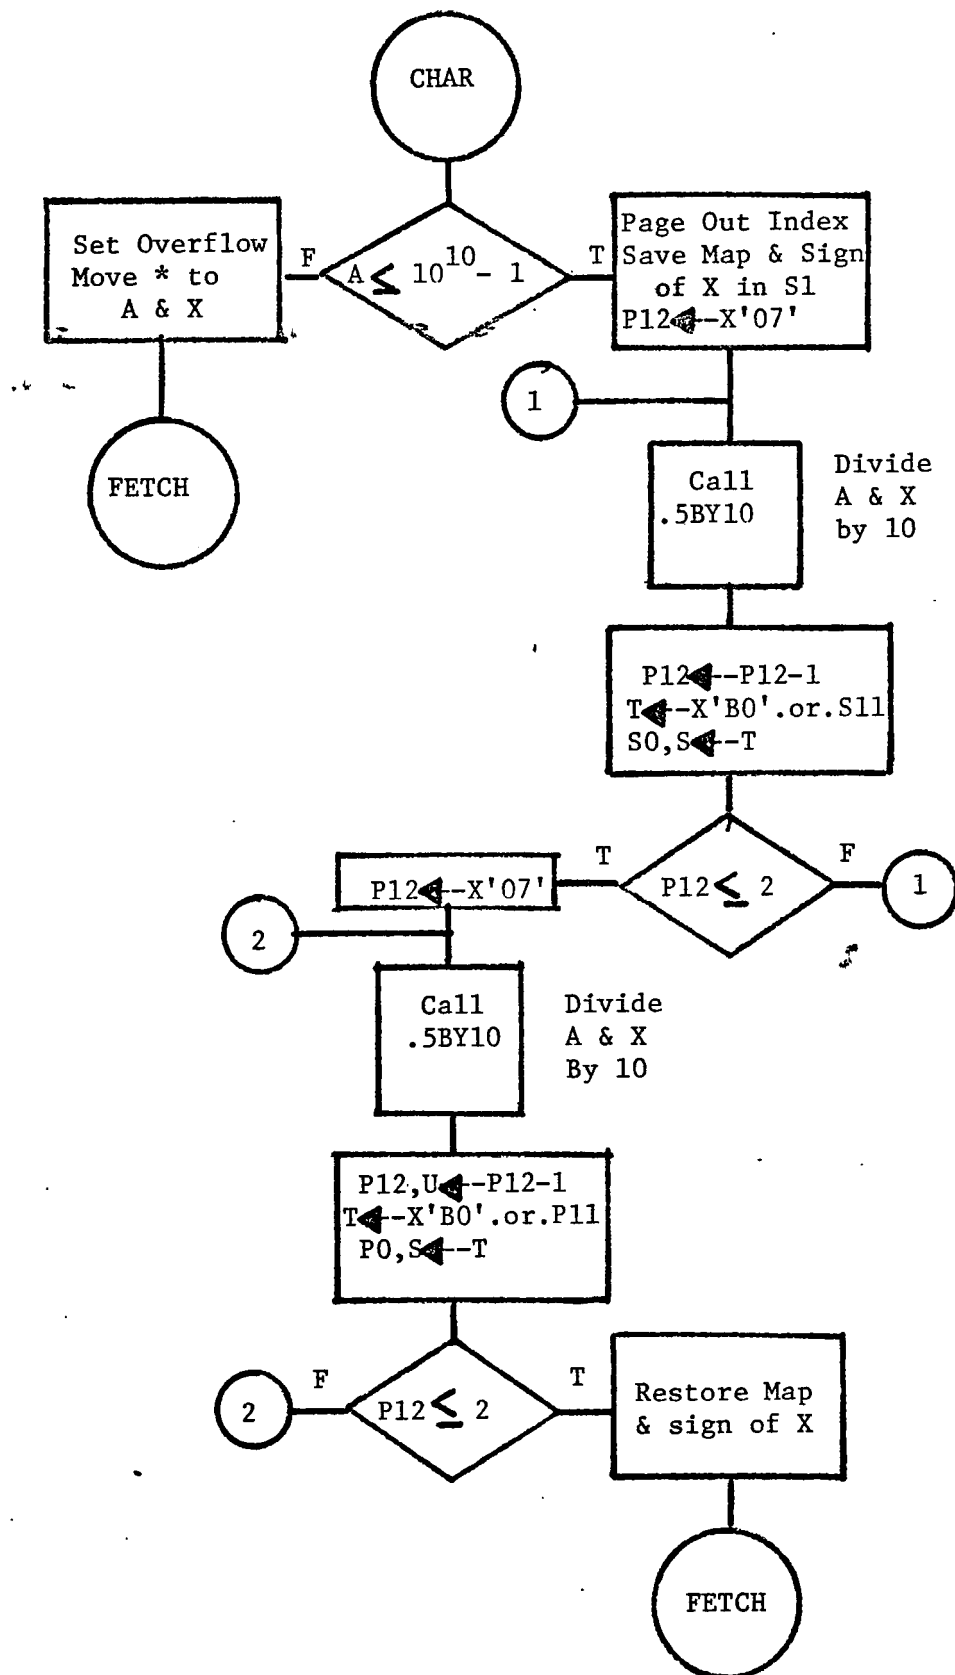 CHAR
Set Overflow
Move * to
A & X
F
A ≤ 10¹⁰- 1
T
Page Out Index
Save Map & Sign
of X in S1
P12◄--X'07'
1
FETCH
Call
.5BY10
Divide
A & X
by 10
P12◄--P12-1
T◄--X'B0'.or.S11
S0,S◄--T
P12◄--X'07'
T
P12 ≤ 2
F
1
2
Call
.5BY10
Divide
A & X
By 10
P12,U◄--P12-1
T◄--X'B0'.or.P11
P0,S◄--T
2
F
P12 ≤ 2
T
Restore Map
& sign of X
FETCH